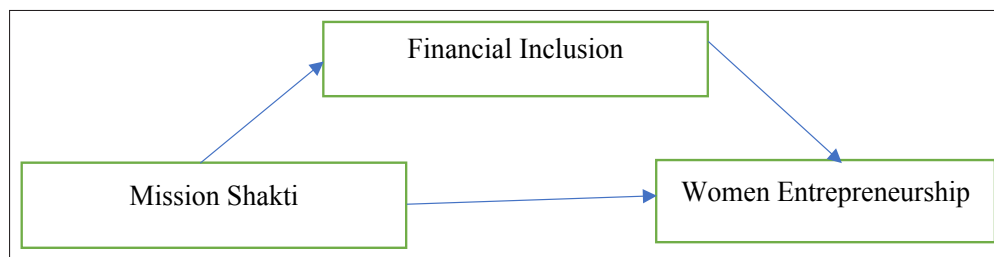 Financial Inclusion
Mission Shakti
Women Entrepreneurship